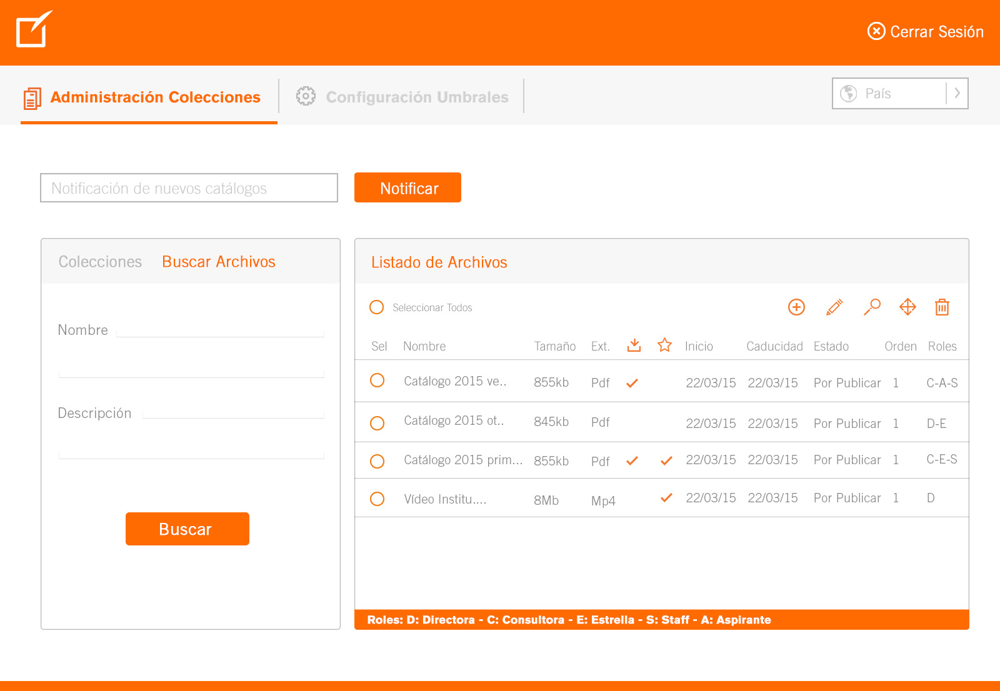 Cerrar Sesión
Administración Colecciones
Configuración Umbrales
País
Notificación de nuevos catálogos
Notificar
Colecciones Buscar Archivos
Nombre
Descripción
Buscar
Listado de Archivos
Seleccionar Todos
Sel Nombre Tamaño Ext. Inicio Caducidad Estado Orden Roles
Catálogo 2015 ve.. 855kb Pdf 22/03/15 22/03/15 Por Publicar 1 C-A-S
Catálogo 2015 ot.. 845kb Pdf 22/03/15 22/03/15 Por Publicar 1 D-E
Catálogo 2015 prim... 855kb Pdf 22/03/15 22/03/15 Por Publicar 1 C-E-S
Vídeo Institu.... 8Mb Mp4 22/03/15 22/03/15 Por Publicar 1 D
Roles: D: Directora - C: Consultora - E: Estrella - S: Staff - A: Aspirante